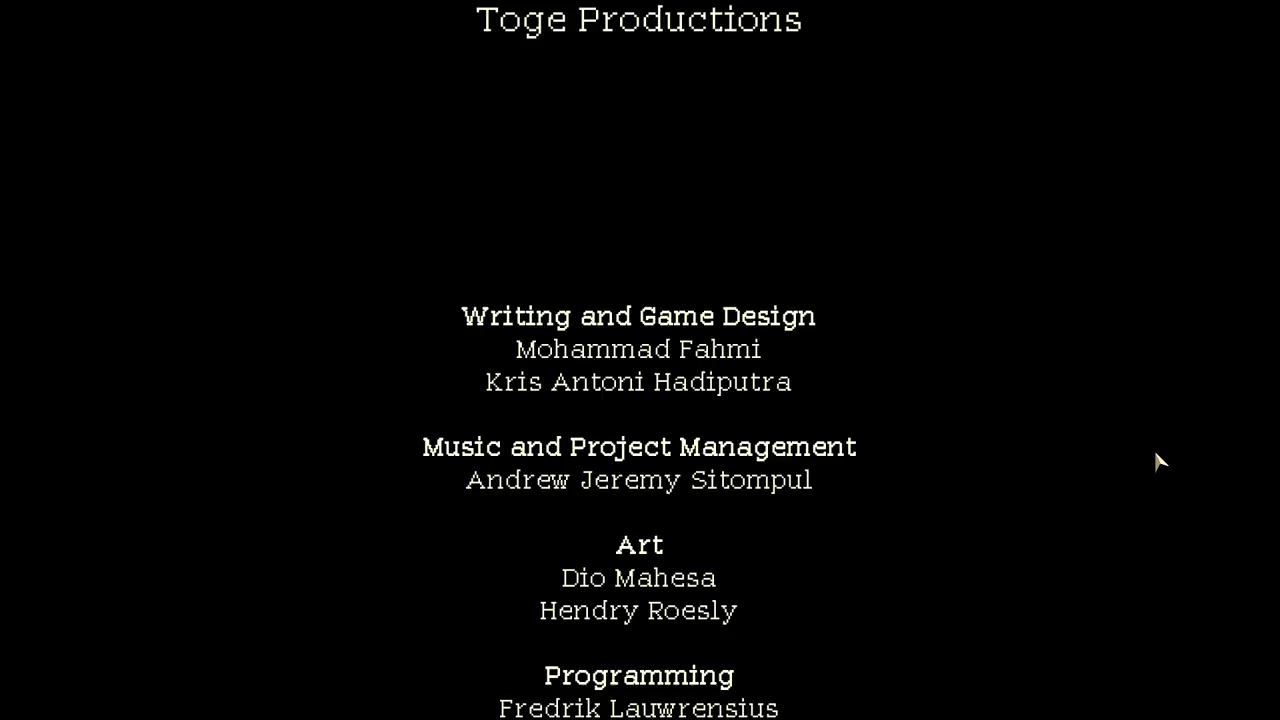 Toge Productions
Writing and Game Design
Mohammad Fahmi
Kris Antoni Hadiputra
Music and Project Management
Andrew Jeremy Sitompul
Art
Dio Mahesa
Hendry Roesly
Programming
Fredrik Lauwrensius